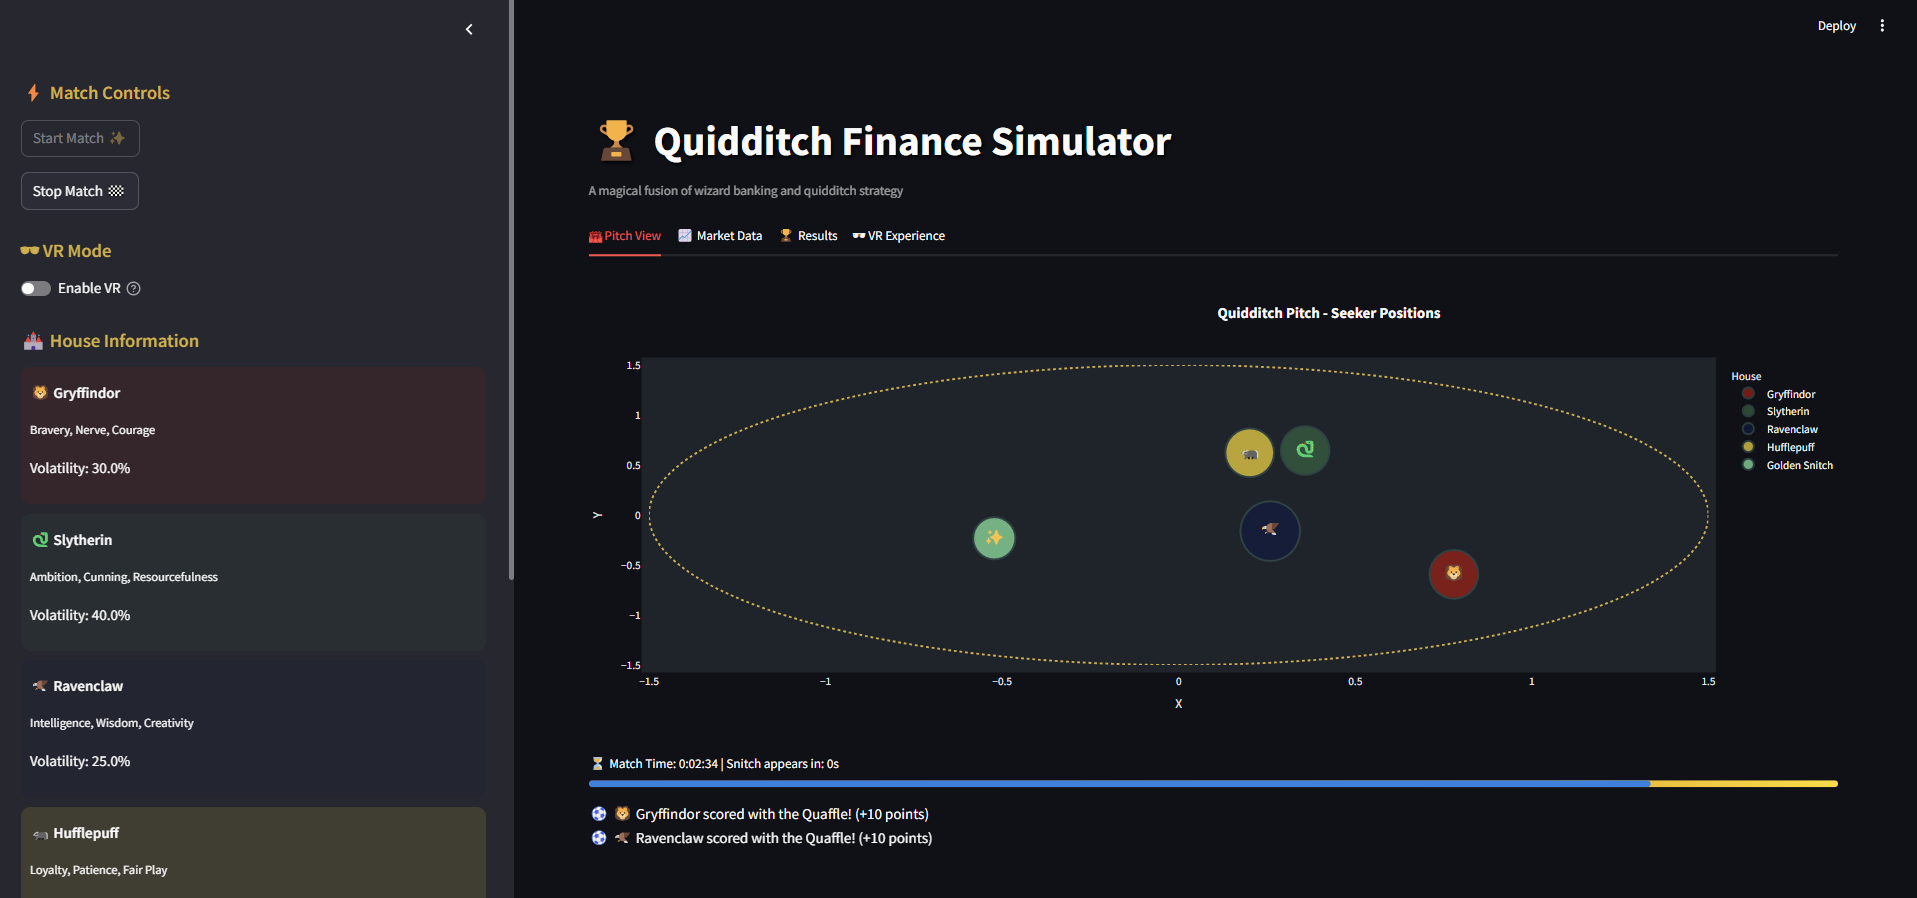 Deploy
Match Controls
Start Match
Stop Match
VR Mode
Enable VR
House Information
Gryffindor
Bravery, Nerve, Courage
Volatility: 30.0%
Slytherin
Ambition, Cunning, Resourcefulness
Volatility: 40.0%
Ravenclaw
Intelligence, Wisdom, Creativity
Volatility: 25.0%
Hufflepuff
Loyalty, Patience, Fair Play
Quidditch Finance Simulator
A magical fusion of wizard banking and quidditch strategy
Pitch View
Market Data
Results
VR Experience
Quidditch Pitch - Seeker Positions
1.5
1
0.5
0
−0.5
−1
−1.5
Y
−1.5
−1
−0.5
0
0.5
1
1.5
X
House
Gryffindor
Slytherin
Ravenclaw
Hufflepuff
Golden Snitch
Match Time: 0:02:34 | Snitch appears in: 0s
Gryffindor scored with the Quaffle! (+10 points)
Ravenclaw scored with the Quaffle! (+10 points)